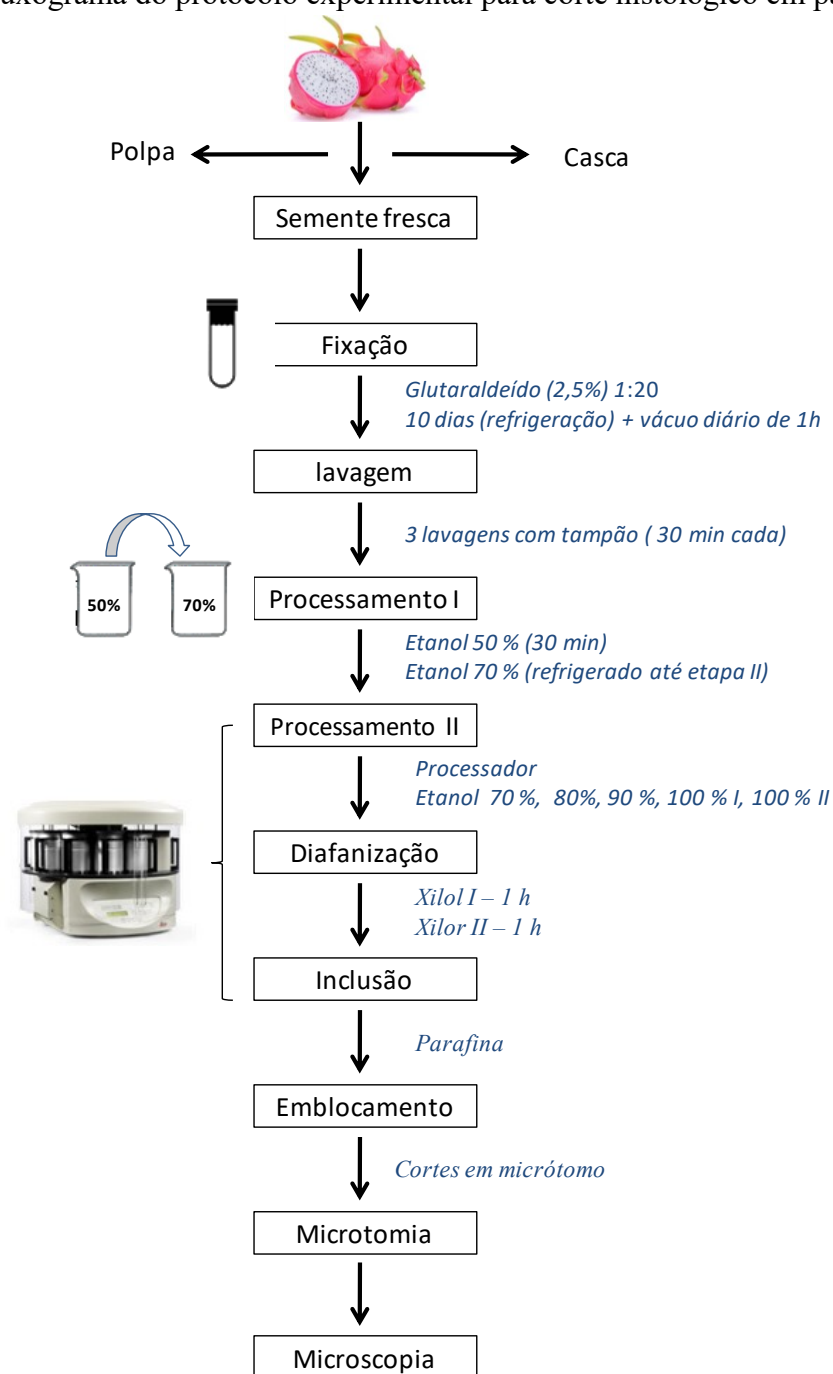 uxograma do protocolo experimental para corte histológico em pa
Polpa
Casca
Semente fresca
Fixação
Glutaraldeído (2,5%) 1:20
10 dias (refrigeração) + vácuo diário de 1h
lavagem
3 lavagens com tampão ( 30 min cada)
50%
70%
Processamento I
Etanol 50 % (30 min)
Etanol 70 % (refrigerado até etapa II)
Processamento II
Processador
Etanol 70 %, 80%, 90 %, 100 % I, 100 % II
Diafanização
Xilol I – 1 h
Xilor II – 1 h
Inclusão
Parafina
Emblocamento
Cortes em micrótomo
Microtomia
Microscopia